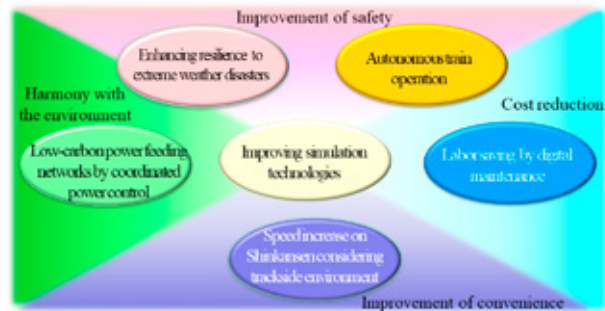 Improvement of safety
Enhancing resilience to
extreme weather disasters
Autonomous train
operation
Harmony with
the environment
Cost reduction
Low-carbon power feeding
networks by coordinated
power control
Improving simulation
technologies
Labor saving by digital
maintenance
Speed increase on
Shinkansen considering
trackside environment
Improvement of convenience